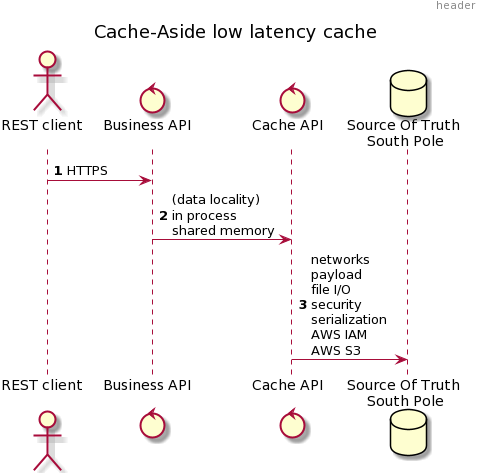 header
Cache-Aside low latency cache
REST client
Business API
Cache API
Source Of Truth
South Pole
1 HTTPS
(data locality)
2 in process
shared memory
networks
payload
file I/O
3 security
serialization
AWS IAM
AWS S3
REST client
Business API
Cache API
Source Of Truth
South Pole